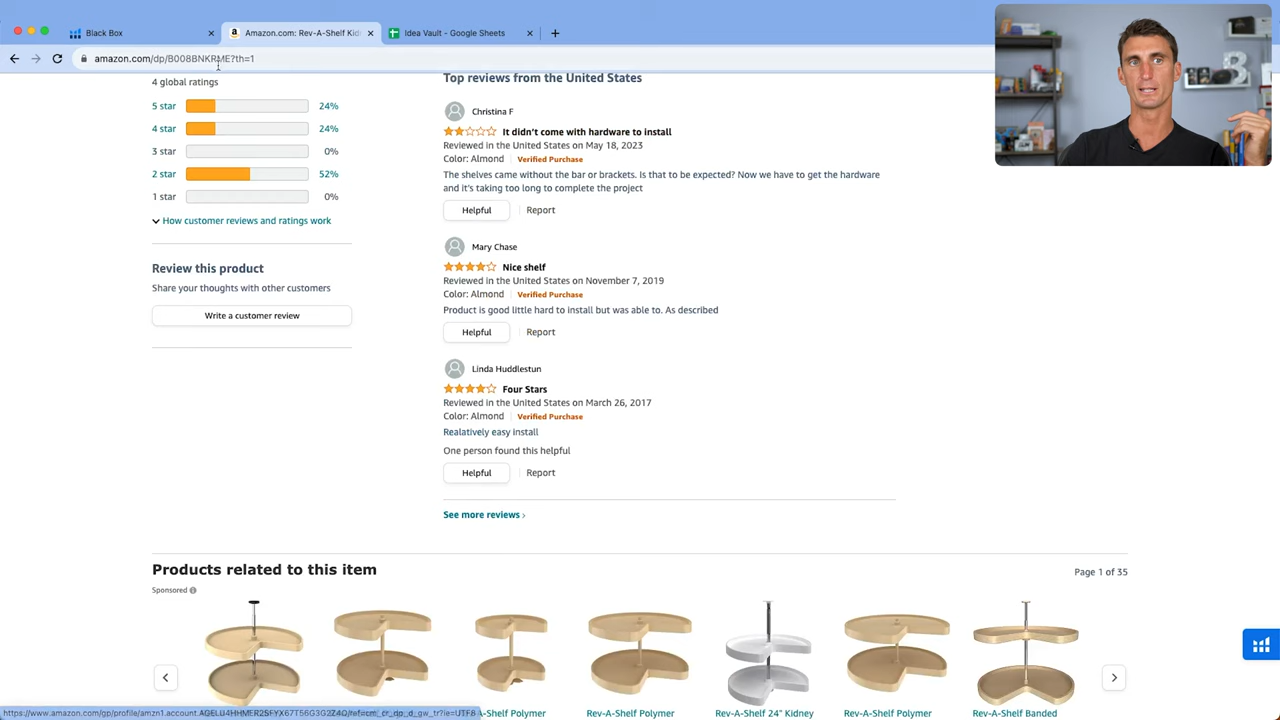 Black Box
Amazon.com: Rev-A-Shelf Kid
Idea Vault - Google Sheets
amazon.com/dp/B008BNKRME?th=1
4 global ratings
5 star 24%
4 star 24%
3 star 0%
2 star 52%
1 star 0%
How customer reviews and ratings work
Review this product
Share your thoughts with other customers
Write a customer review
Top reviews from the United States
Christina F
It didn't come with hardware to install
Reviewed in the United States on May 18, 2023
Color: Almond Verified Purchase
The shelves came without the bar or brackets. Is that to be expected? Now we have to get the hardware
and it's taking too long to complete the project
Helpful Report
Mary Chase
Nice shelf
Reviewed in the United States on November 7, 2019
Color: Almond Verified Purchase
Product is good little hard to install but was able to. As described
Helpful Report
Linda Huddlestun
Four Stars
Reviewed in the United States on March 26, 2017
Color: Almond Verified Purchase
Realatively easy install
One person found this helpful
Helpful Report
See more reviews ›
Products related to this item
Page 1 of 35
Sponsored
-A-Shelf Polymer
Rev-A-Shelf Polymer
Rev-A-Shelf 24" Kidney
Rev-A-Shelf Polymer
Rev-A-Shelf Banded